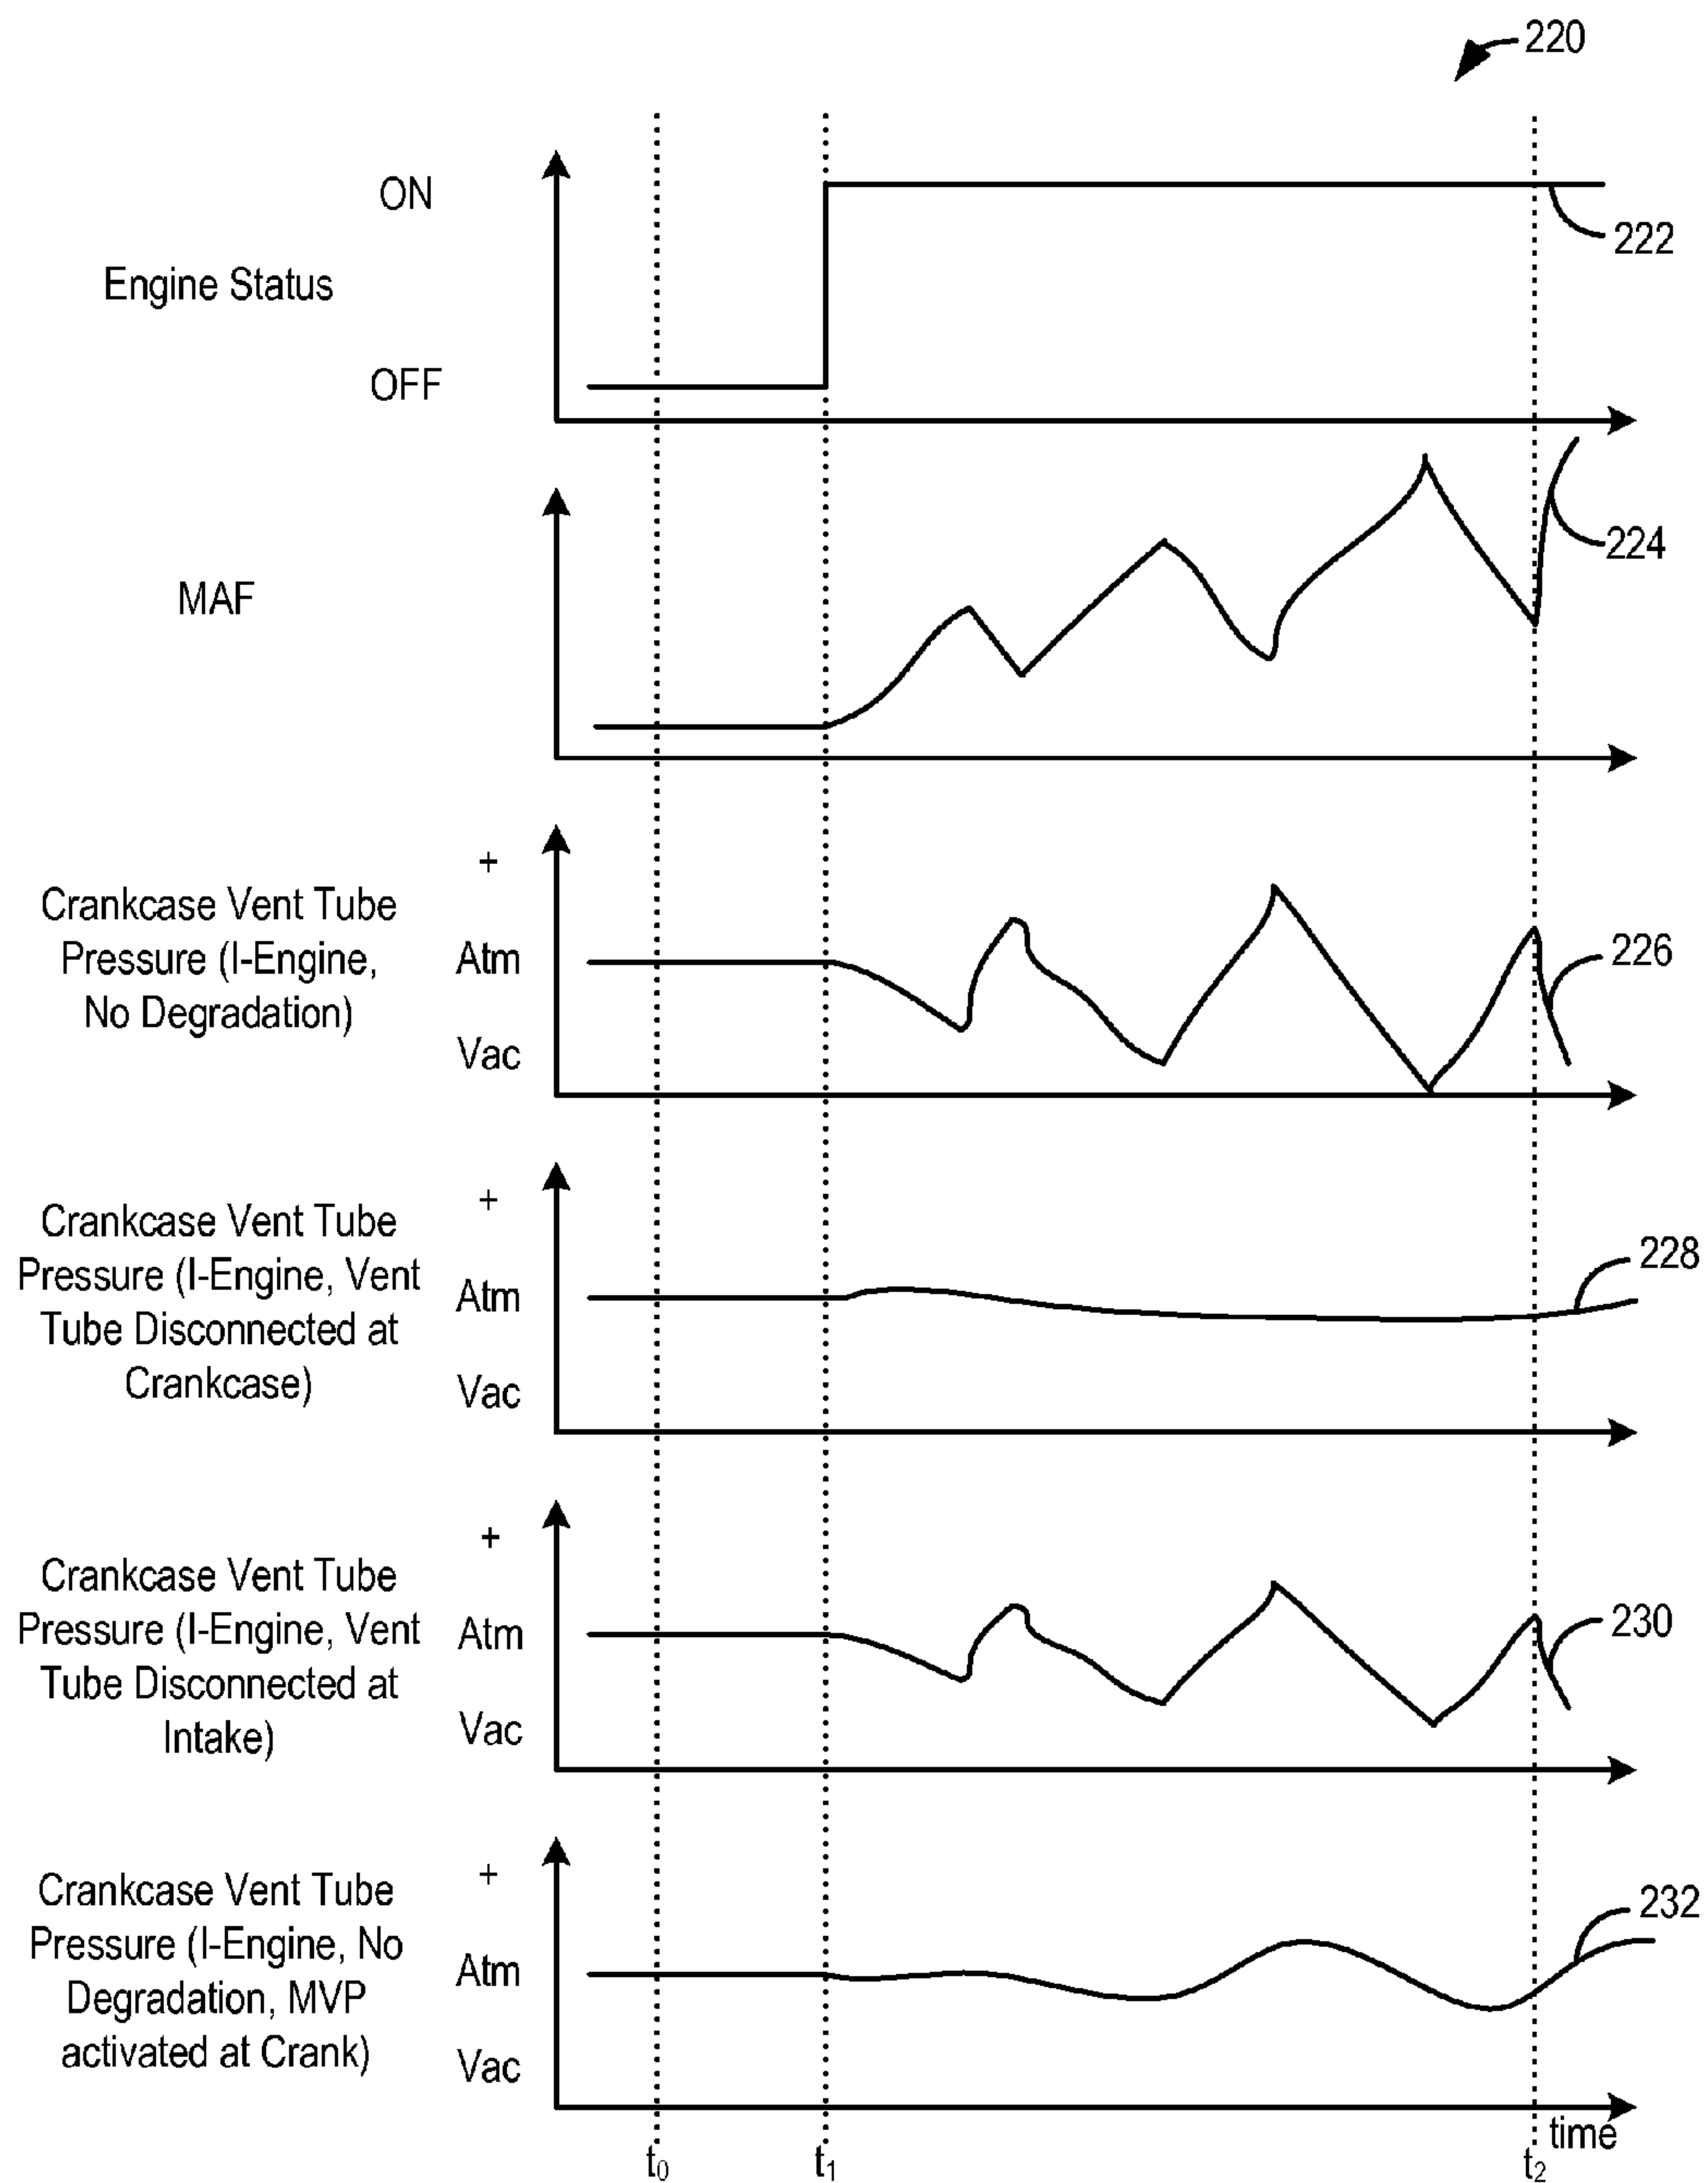 220
ON
Engine Status
OFF
222
MAF
224
+
Crankcase Vent Tube
Pressure (I-Engine,
No Degradation)
Atm
Vac
226
+
Crankcase Vent Tube
Pressure (I-Engine, Vent
Tube Disconnected at
Crankcase)
Atm
Vac
228
+
Crankcase Vent Tube
Pressure (I-Engine, Vent
Tube Disconnected at
Intake)
Atm
Vac
230
+
Crankcase Vent Tube
Pressure (I-Engine, No
Degradation, MVP
activated at Crank)
Atm
Vac
232
time
t0
t1
t2